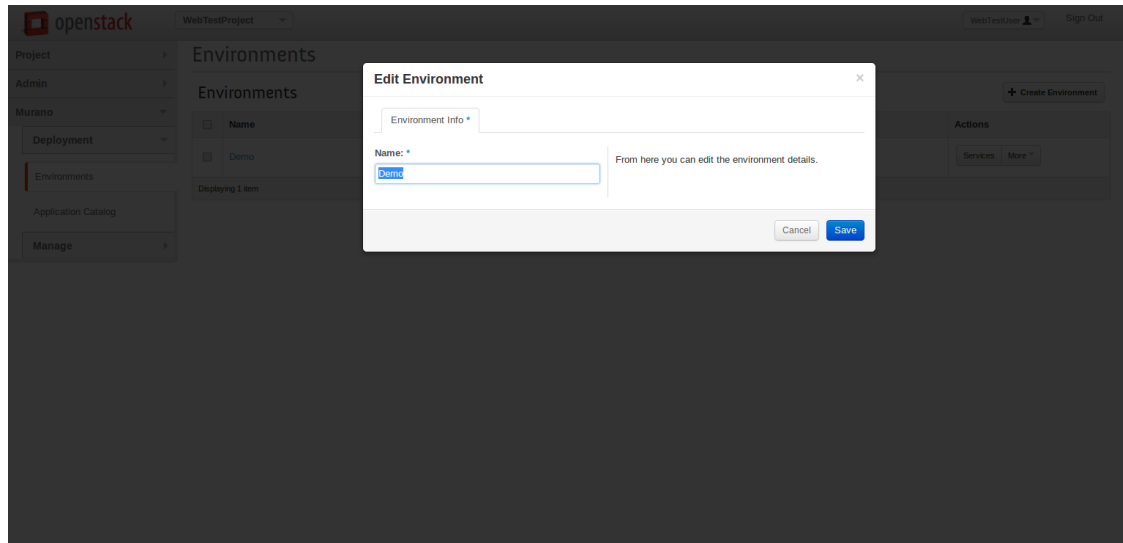 openstack
WebTestProject
WebTestUser
Sign Out
Project
Admin
Murano
Deployment
Environments
Application Catalog
Manage
Environments
Environments
+ Create Environment
Name
Actions
Demo
Services More
Displaying 1 item
Edit Environment
×
Environment Info *
Name: *
Demo
From here you can edit the environment details.
Cancel
Save